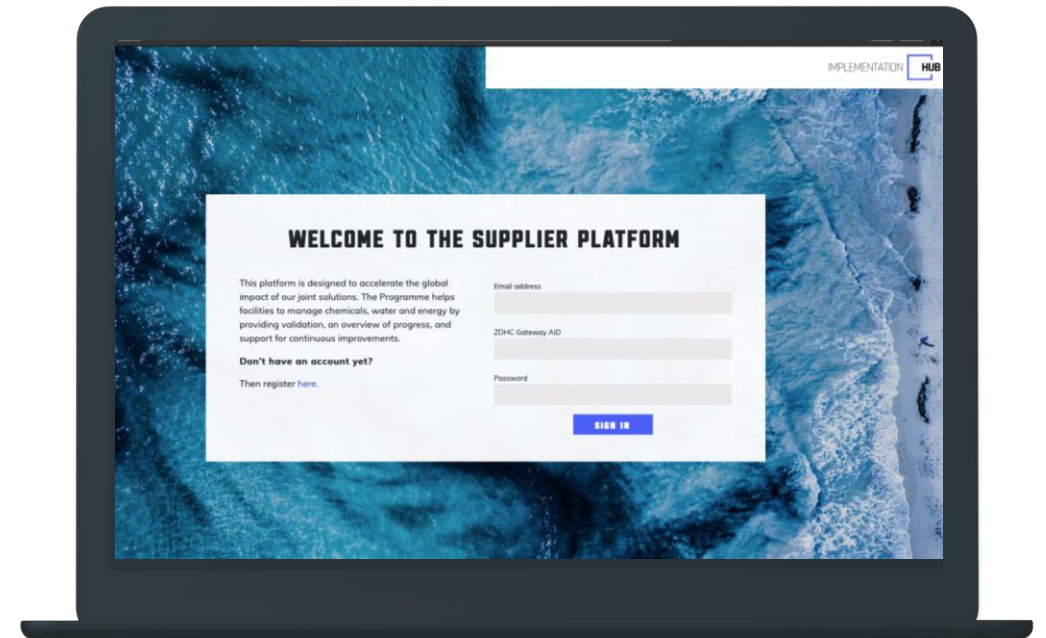 IMPLEMENTATION HUB
WELCOME TO THE SUPPLIER PLATFORM
This platform is designed to accelerate the global
impact of our joint solutions. The Programme helps
facilities to manage chemicals, water and energy by
providing validation, an overview of progress, and
support for continuous improvements.
Don't have an account yet?
Then register here.
Email address
ZDHC Gateway AID
Password
SIGN IN